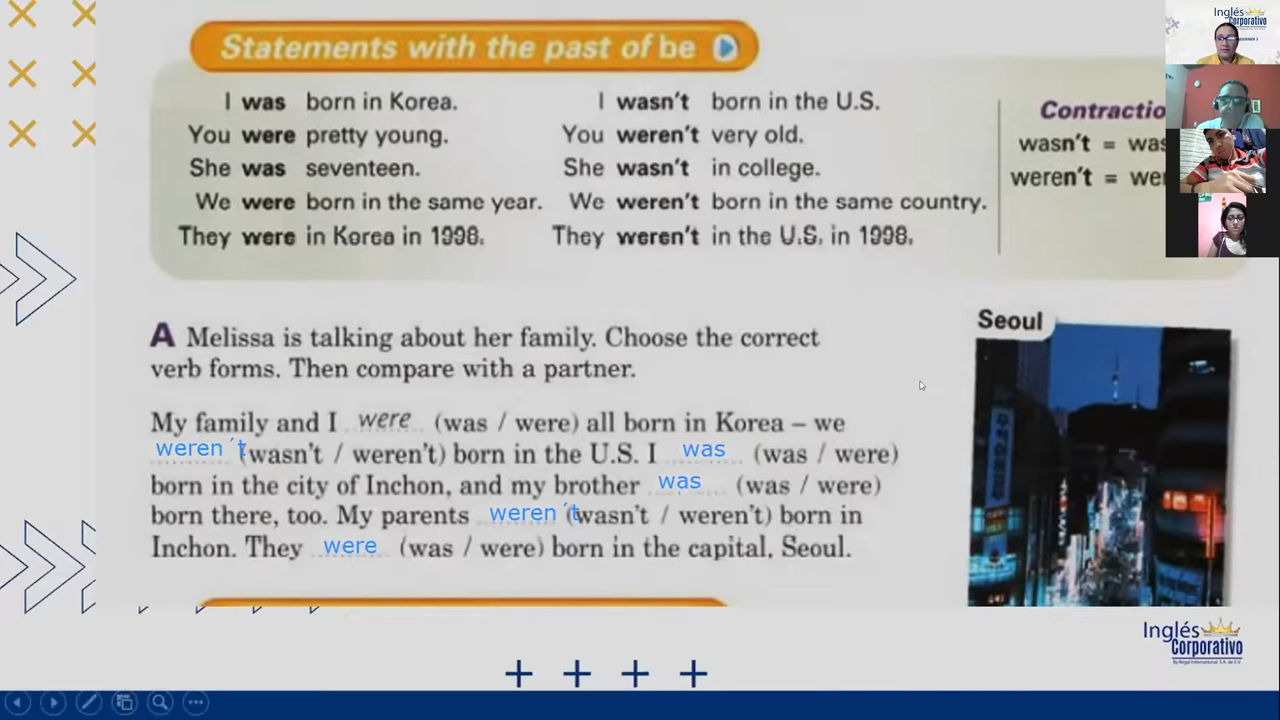 Statements with the past of be
I was born in Korea. I wasn't born in the U.S.
You were pretty young. You weren't very old.
She was seventeen. She wasn't in college.
We were born in the same year. We weren't born in the same country.
They were in Korea in 1998. They weren't in the U.S. in 1998.
wasn't =
weren't =
A Melissa is talking about her family. Choose the correct
verb forms. Then compare with a partner.
My family and I were (was / were) all born in Korea – we
weren´t (wasn't / weren't) born in the U.S. I was (was / were)
born in the city of Inchon, and my brother was (was / were)
born there, too. My parents weren´t (wasn't / weren't) born in
Inchon. They were (was / were) born in the capital, Seoul.
Seoul
Inglés
Corporativo
Inglés
Corporativo
By Regal International, S.A. de C.V.